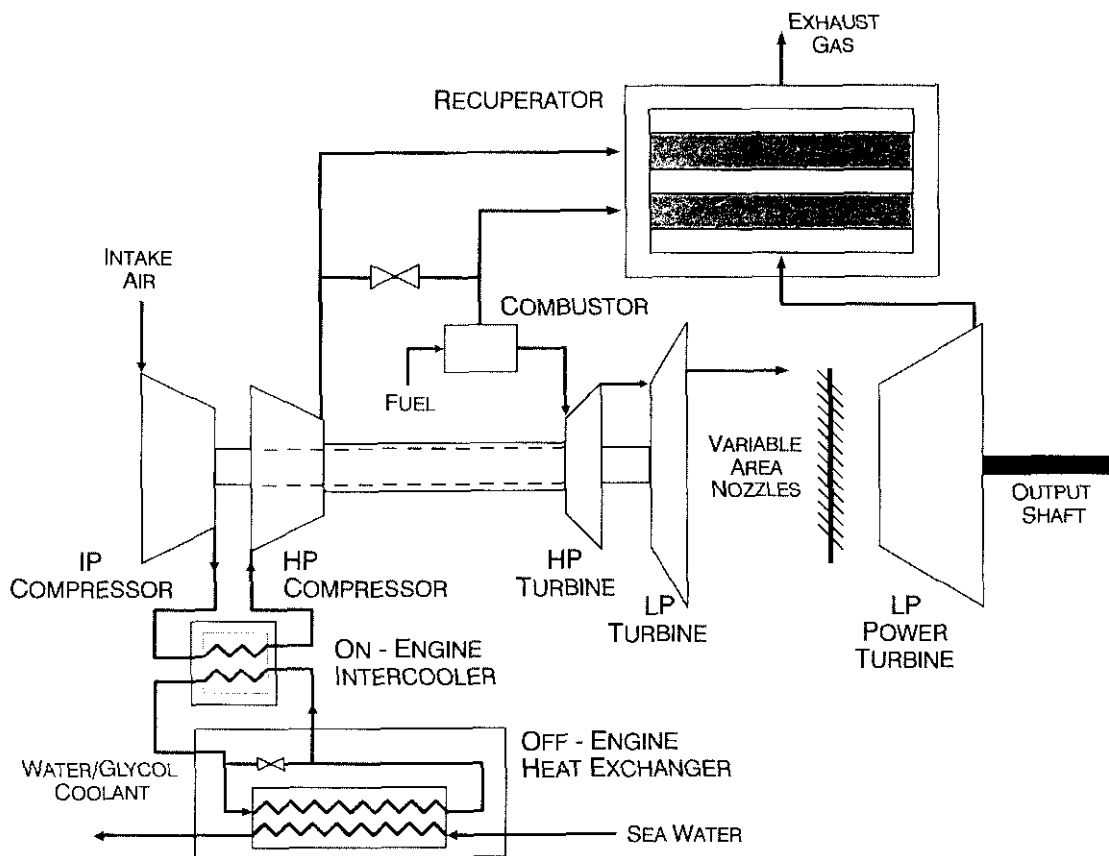 EXHAUST
GAS
RECUPERATOR
INTAKE
AIR
COMBUSTOR
FUEL
VARIABLE
AREA
NOZZLES
OUTPUT
SHAFT
IP
COMPRESSOR
HP
COMPRESSOR
HP
TURBINE
LP
TURBINE
LP
POWER
TURBINE
ON - ENGINE
INTERCOOLER
OFF - ENGINE
HEAT EXCHANGER
WATER/GLYCOL
COOLANT
SEA WATER